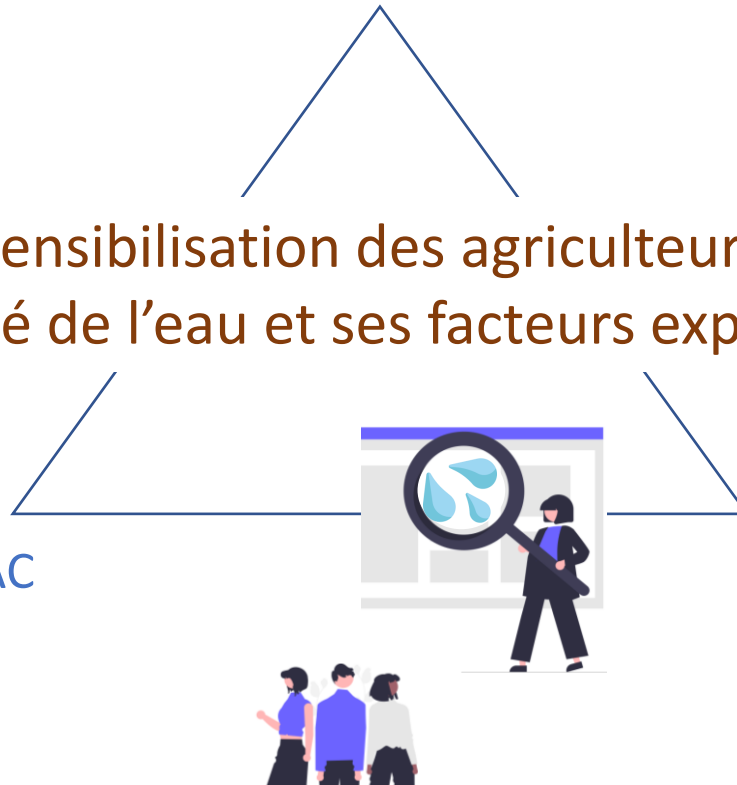 ensibilisation des agriculteur
é de l’eau et ses facteurs exp
AC